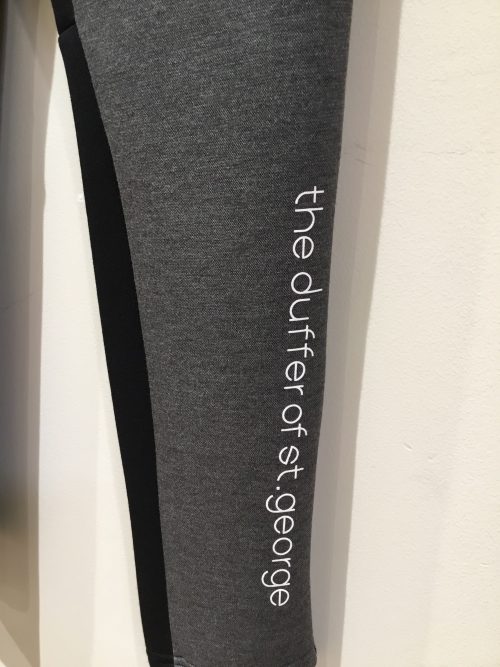 the duffer of st.george